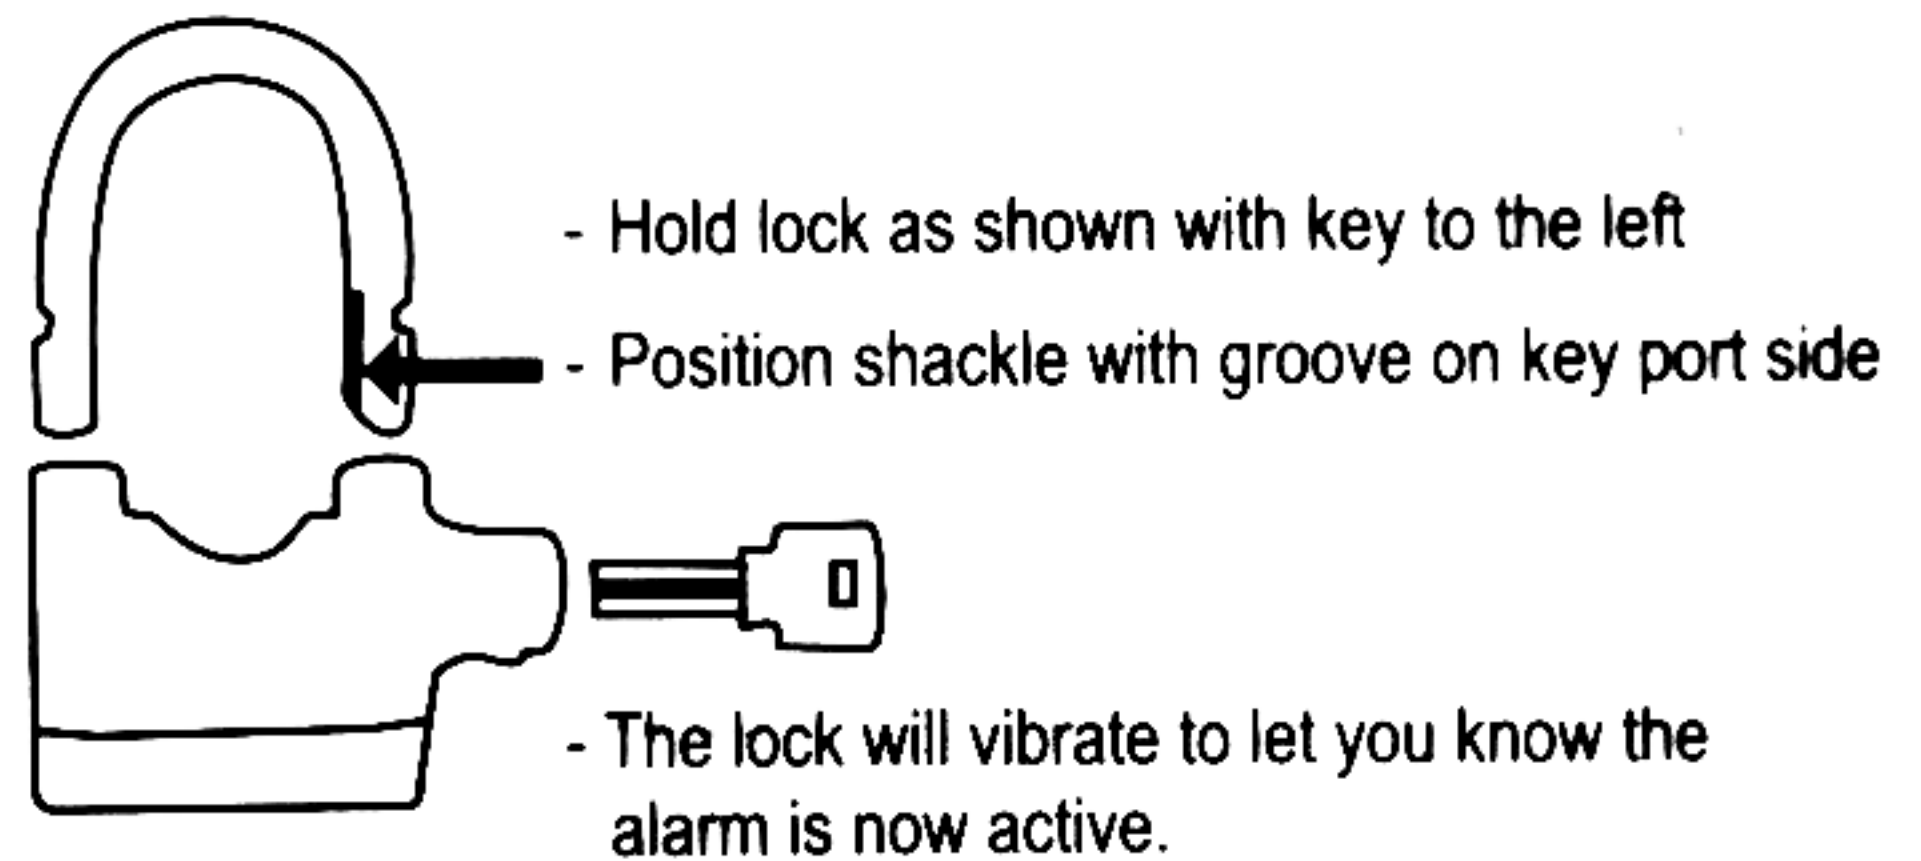 - Hold lock as shown with key to the left
- Position shackle with groove on key port side
- The lock will vibrate to let you know the
alarm is now active.